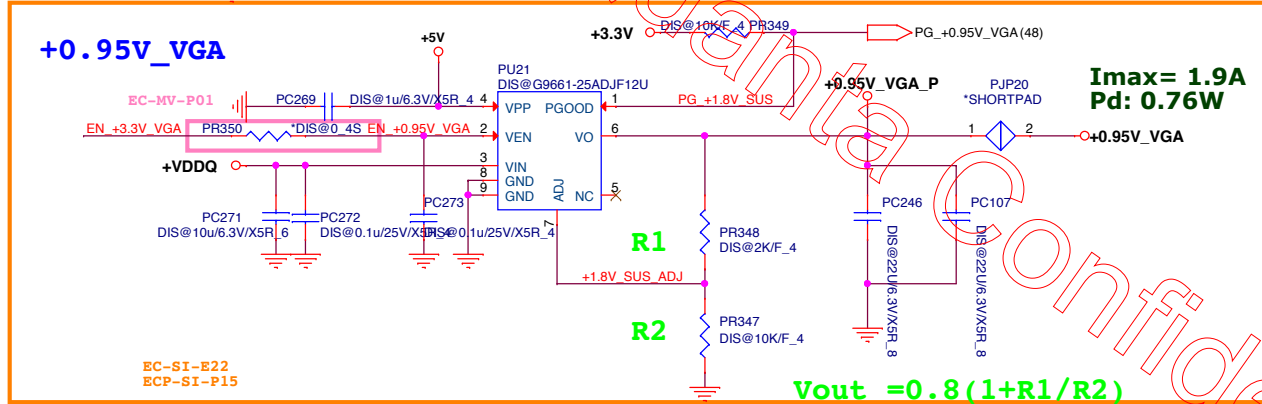 +0.95V_VGA
+5V
+3.3V
DIS@10K/F_4 PR349
PG_+0.95V_VGA(48)
PU21
DIS@G9661-25ADJF12U
EC-MV-P01
PC269
DIS@1u/6.3V/X5R_4
4
VPP
PGOOD
1
PG_+1.8V_SUS
+0.95V_VGA_P
PJP20
*SHORTPAD
Imax= 1.9A
Pd: 0.76W
EN_+3.3V_VGA
PR350
*DIS@0_4S
EN_+0.95V_VGA
2
VEN
VO
6
1
2
+0.95V_VGA
+VDDQ
3
VIN
8
GND
9
GND
ADJ
NC
5
7
PC271
DIS@10u/6.3V/X5R_6
PC272
DIS@0.1u/25V/X5R_4
PC273
DIS@0.1u/25V/X5R_4
R1
PR348
DIS@2K/F_4
PC246
DIS@22U/6.3V/X5R_8
PC107
DIS@22U/6.3V/X5R_8
+1.8V_SUS_ADJ
R2
PR347
DIS@10K/F_4
EC-SI-E22
ECP-SI-P15
Vout =0.8(1+R1/R2)